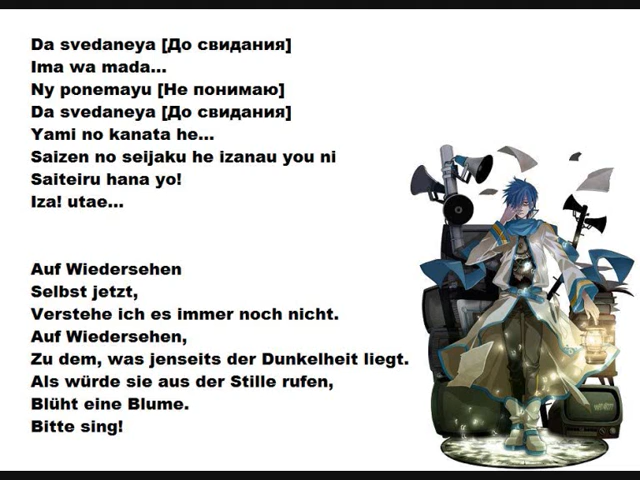 Da svedaneya [До свидания]
Ima wa mada...
Ny ponemayu [Не понимаю]
Da svedaneya [До свидания]
Yami no kanata he...
Saizen no seijaku he izanau you ni
Saiteiru hana yo!
Iza! utae...
Auf Wiedersehen
Selbst jetzt,
Verstehe ich es immer noch nicht.
Auf Wiedersehen,
Zu dem, was jenseits der Dunkelheit liegt.
Als würde sie aus der Stille rufen,
Blüht eine Blume.
Bitte sing!